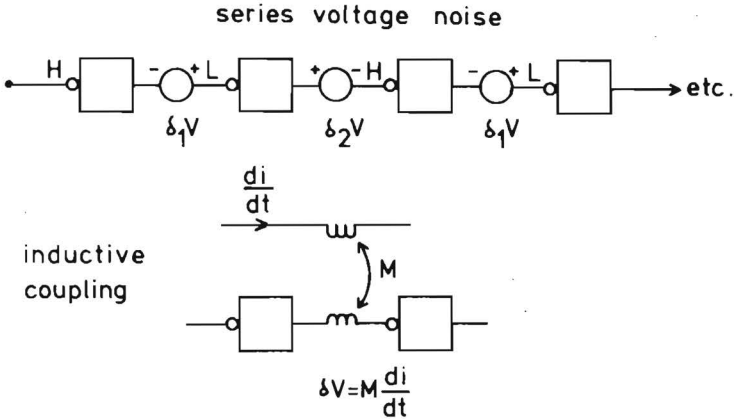 series voltage noise
H - + L + - H - + L etc.
δ₁V δ₂V δ₁V
di/dt
inductive
coupling
M
δV=M di/dt